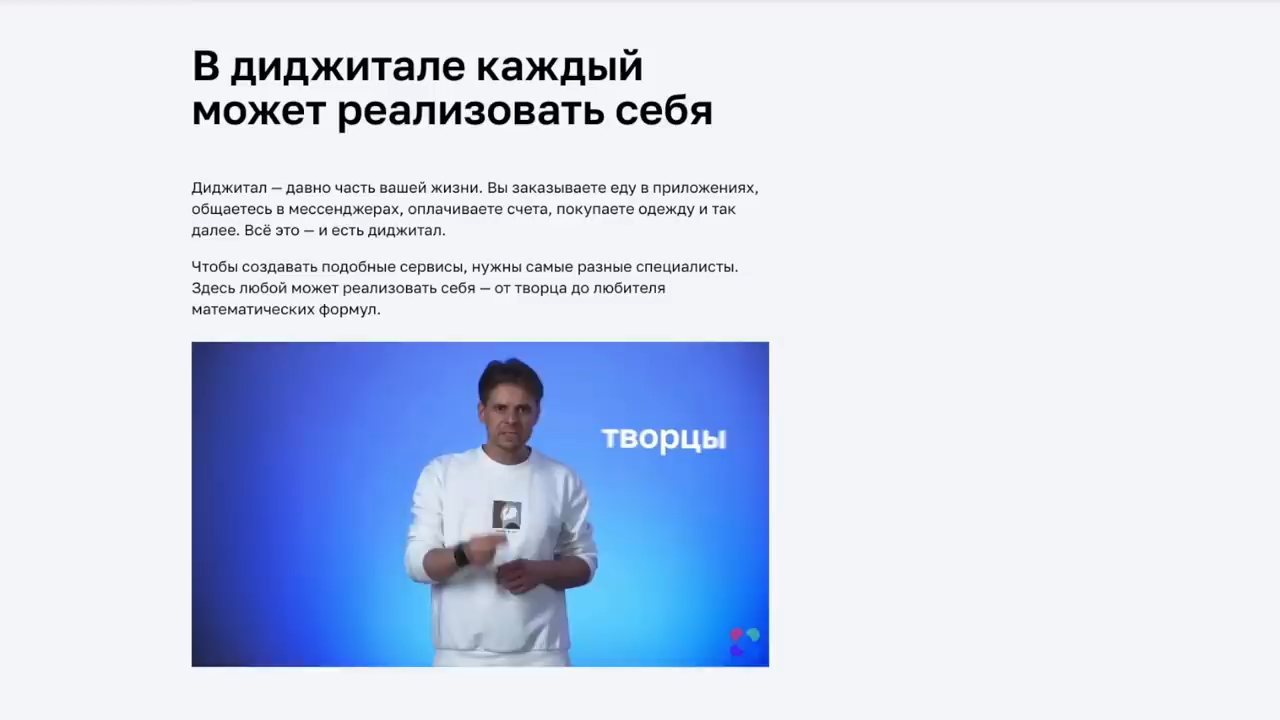 В диджитале каждый
может реализовать себя
Диджитал — давно часть вашей жизни. Вы заказываете еду в приложениях,
общаетесь в мессенджерах, оплачиваете счета, покупаете одежду и так
далее. Всё это — и есть диджитал.
Чтобы создавать подобные сервисы, нужны самые разные специалисты.
Здесь любой может реализовать себя — от творца до любителя
математических формул.
творцы